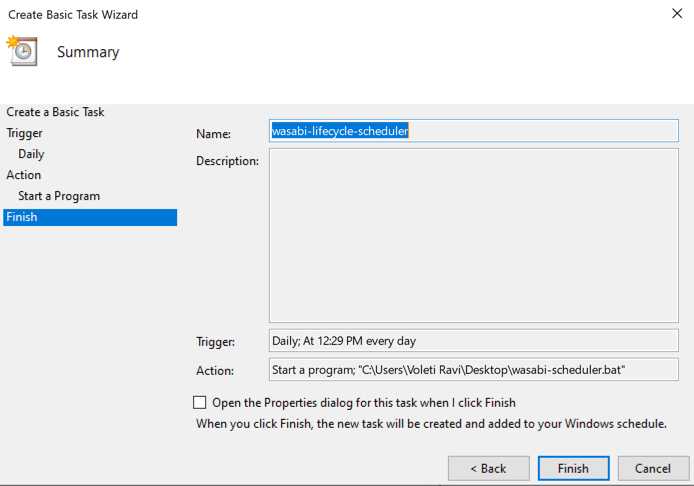 Create Basic Task Wizard
Summary
Create a Basic Task
Trigger
Daily
Action
Start a Program
Finish
Name: wasabi-lifecycle-scheduler
Description:
Trigger: Daily; At 12:29 PM every day
Action: Start a program; "C:\Users\Voleti Ravi\Desktop\wasabi-scheduler.bat"
Open the Properties dialog for this task when I click Finish
When you click Finish, the new task will be created and added to your Windows schedule.
< Back Finish Cancel